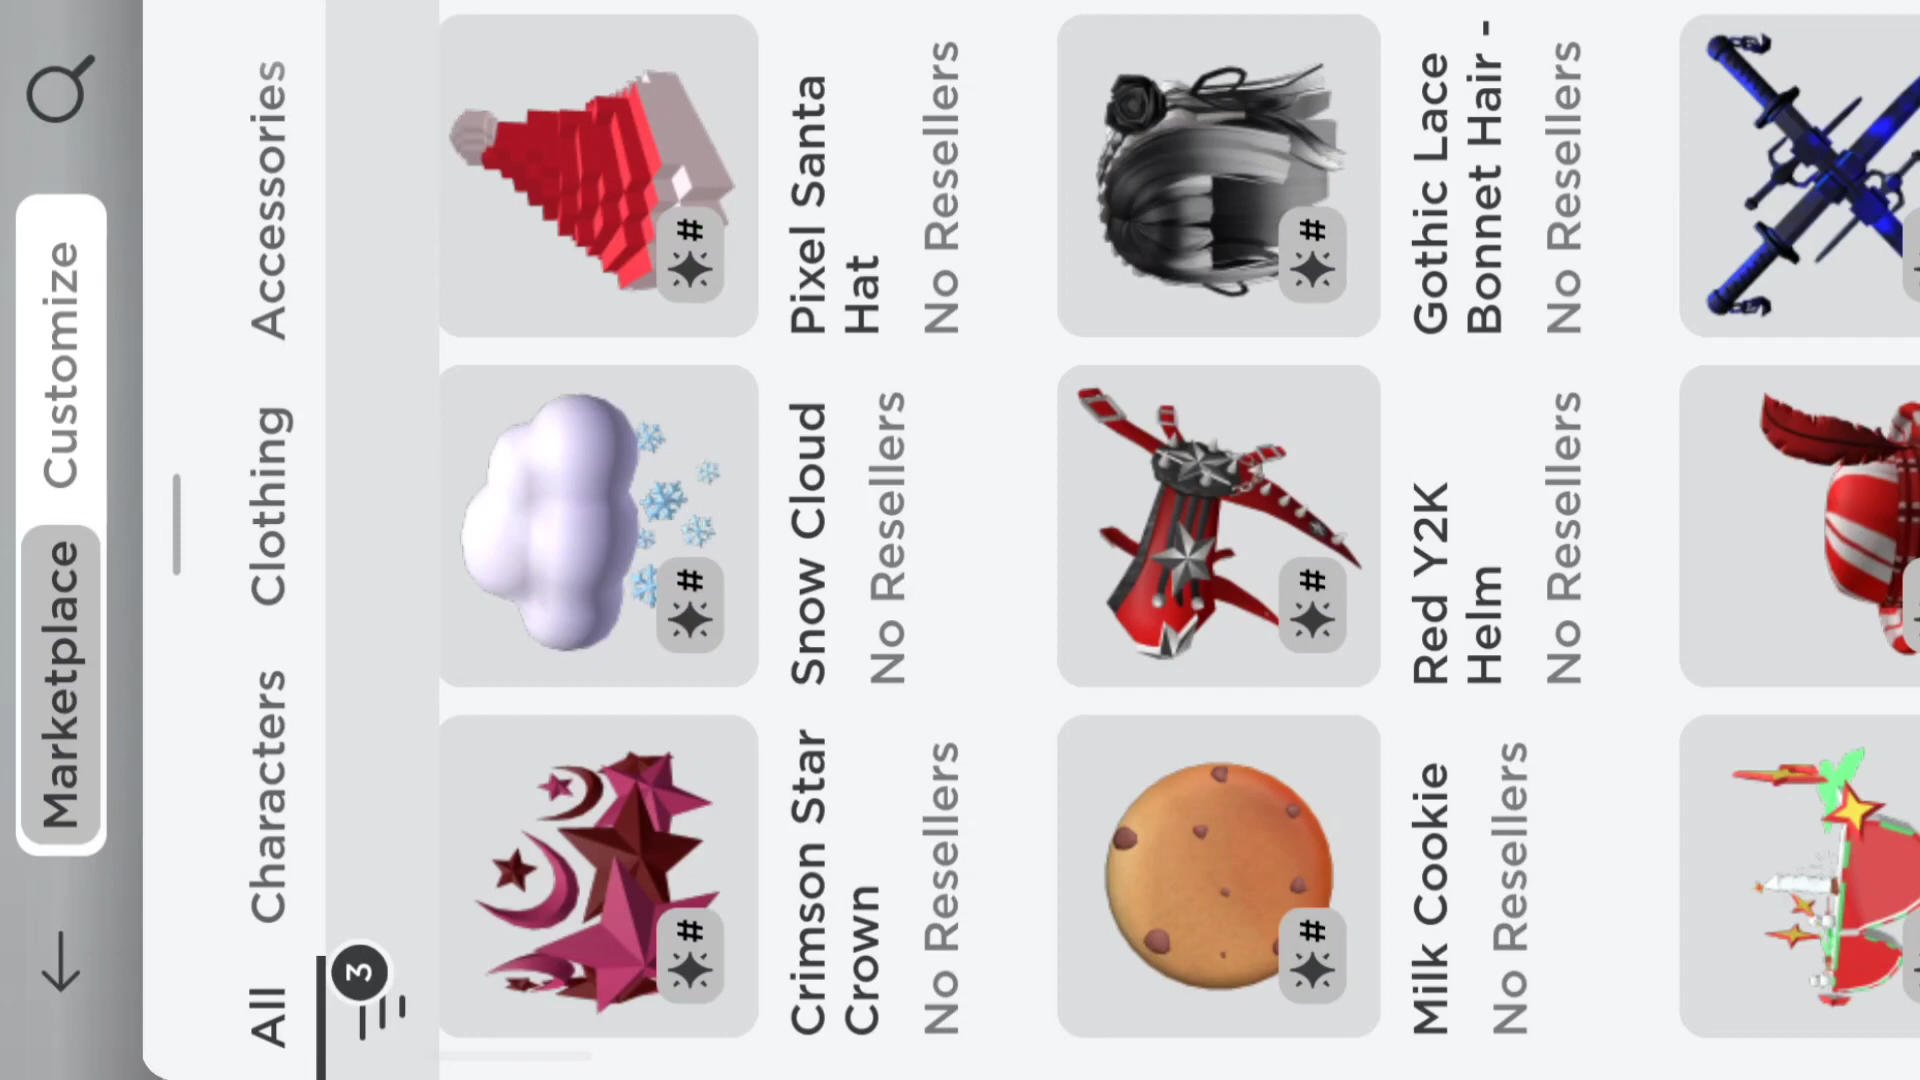 Marketplace
Customize
All
Characters
Clothing
Accessories
3
#
#
#
Crimson Star
Crown
No Resellers
Snow Cloud
No Resellers
Pixel Santa
Hat
No Resellers
#
#
#
Milk Cookie
No Resellers
Red Y2K
Helm
No Resellers
Gothic Lace
Bonnet Hair -
No Resellers